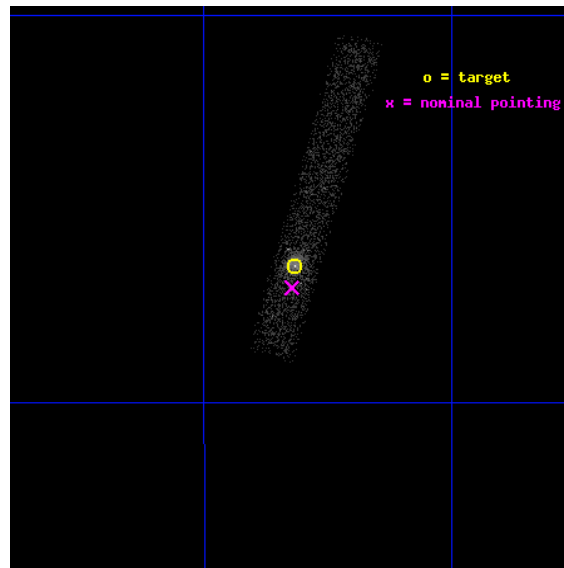 o = target
x = nominal pointing